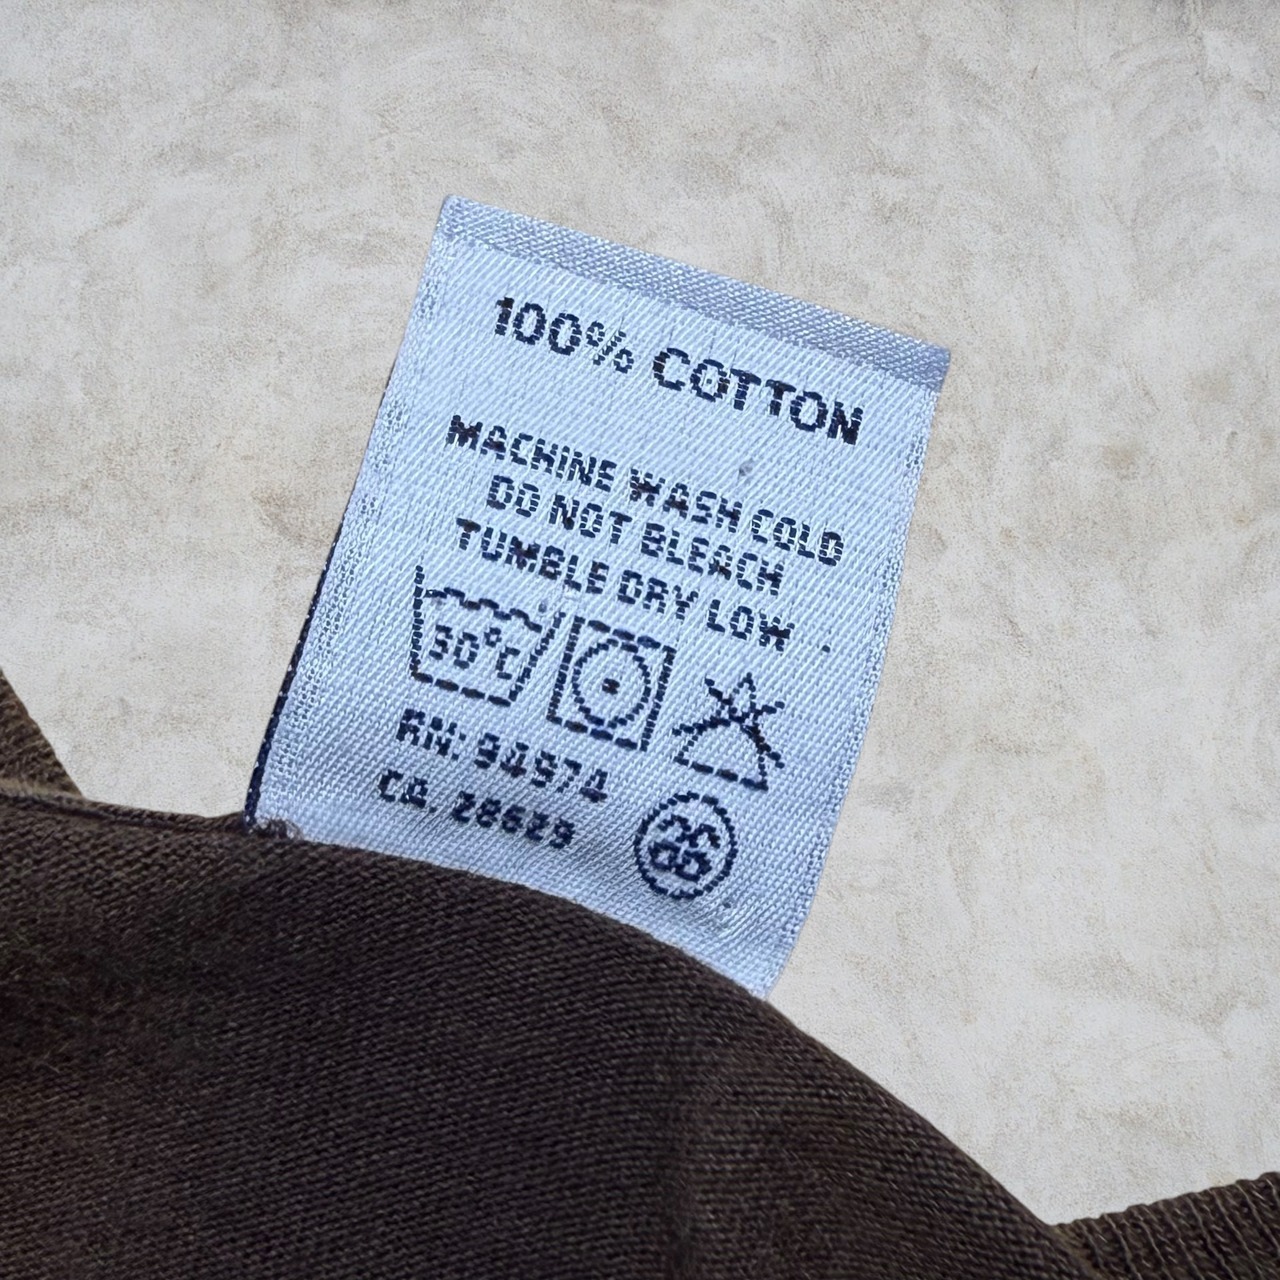 100% COTTON
MACHINE WASH COLD
DO NOT BLEACH
TUMBLE DRY LOW
30°C
RN: 94974
CA. 28629